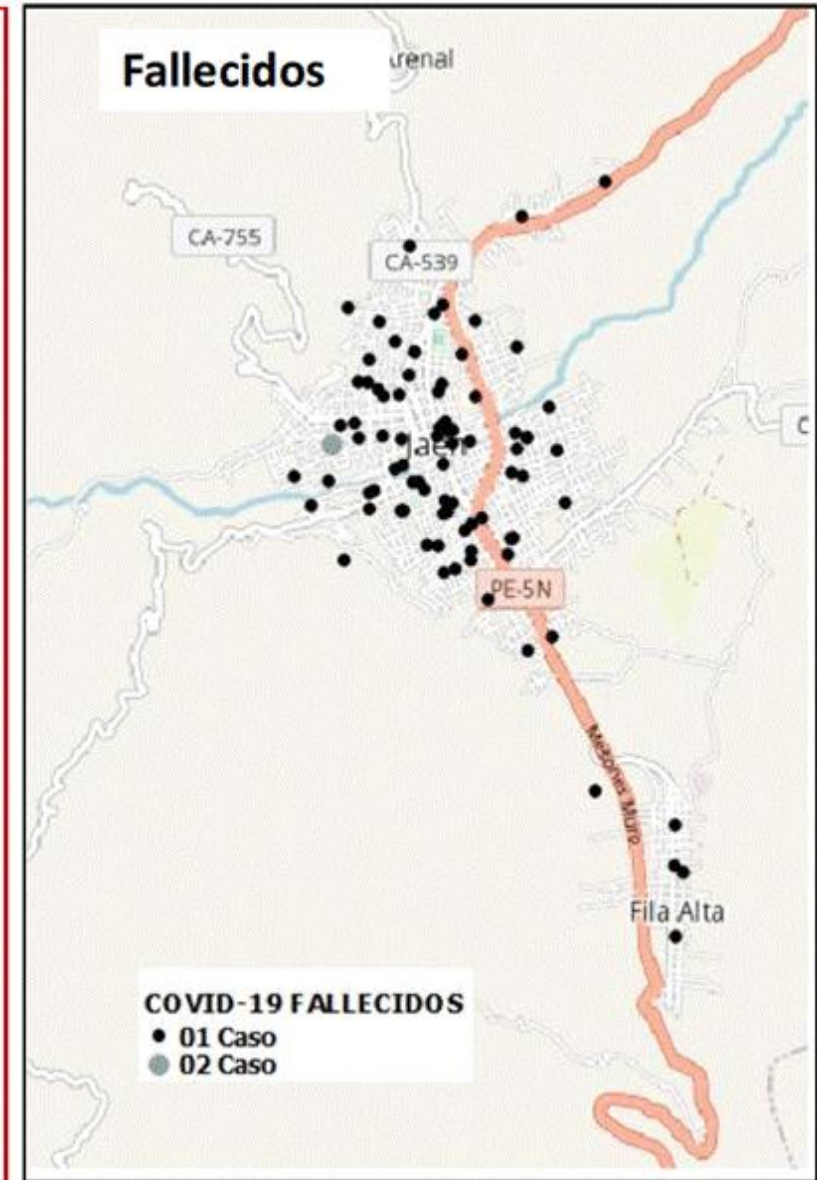 Fallecidos
renal
CA-755
CA-539
Jaén
PE-5N
Mesones Muro
Fila Alta
COVID-19 FALLECIDOS
01 Caso
02 Caso